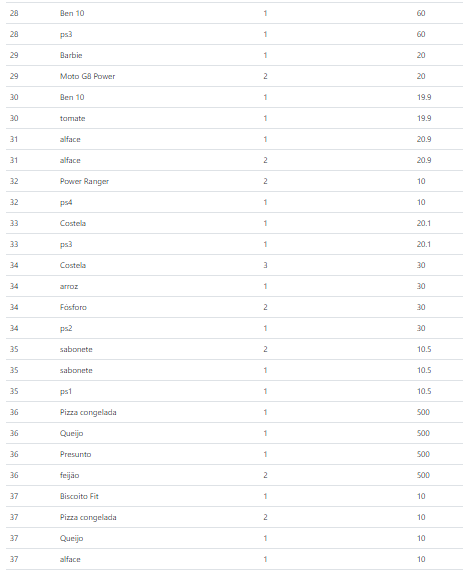 28 Ben 10 1 60
28 ps3 1 60
29 Barbie 1 20
29 Moto G8 Power 2 20
30 Ben 10 1 19.9
30 tomate 1 19.9
31 alface 1 20.9
31 alface 2 20.9
32 Power Ranger 2 10
32 ps4 1 10
33 Costela 1 20.1
33 ps3 1 20.1
34 Costela 3 30
34 arroz 1 30
34 Fósforo 2 30
34 ps2 1 30
35 sabonete 2 10.5
35 sabonete 1 10.5
35 ps1 1 10.5
36 Pizza congelada 1 500
36 Queijo 1 500
36 Presunto 1 500
36 feijão 2 500
37 Biscoito Fit 1 10
37 Pizza congelada 2 10
37 Queijo 1 10
37 alface 1 10